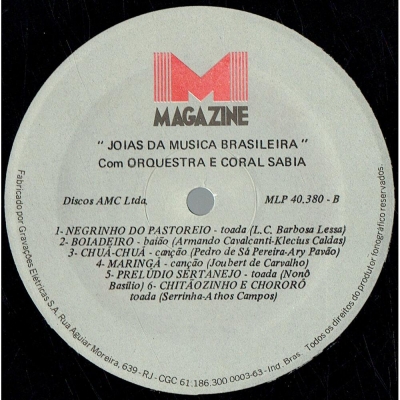 M
MAGAZINE
" JOIAS DA MUSICA BRASILEIRA "
Com ORQUESTRA E CORAL SABIA
Discos AMC Ltda.
MLP 40.380 - B
1- NEGRINHO DO PASTOREIO - toada (L.C. Barbosa Lessa)
2- BOIADEIRO - baião (Armando Cavalcanti-Klecius Caldas)
3- CHUÁ-CHUÁ - canção (Pedro de Sá Pereira-Ary Pavão)
4- MARINGÁ - canção (Joubert de Carvalho)
5- PRELÚDIO SERTANEJO - toada (Nonô
Basílio) 6- CHITÃOZINHO E CHORORÓ
toada (Serrinha-Athos Campos)
Fabricado por Gravações Elétricas S.A. Rua Aguiar Moreira, 639 - RJ - CGC 61.186.300 0003-63 - Ind. Bras. Todos os direitos do produtor fonográfico reservados.